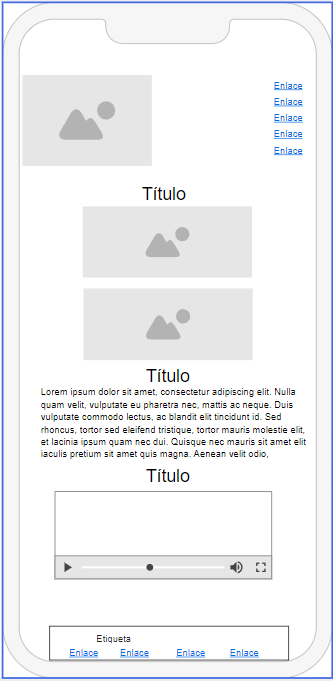 Enlace
Enlace
Enlace
Enlace
Enlace
Título
Título
Lorem ipsum dolor sit amet, consectetur adipiscing elit. Nulla
quam velit, vulputate eu pharetra nec, mattis ac neque. Duis
vulputate commodo lectus, ac blandit elit tincidunt id. Sed
rhoncus, tortor sed eleifend tristique, tortor mauris molestie elit,
et lacinia ipsum quam nec dui. Quisque nec mauris sit amet elit
iaculis pretium sit amet quis magna. Aenean velit odio,
Título
Etiqueta
Enlace Enlace Enlace Enlace